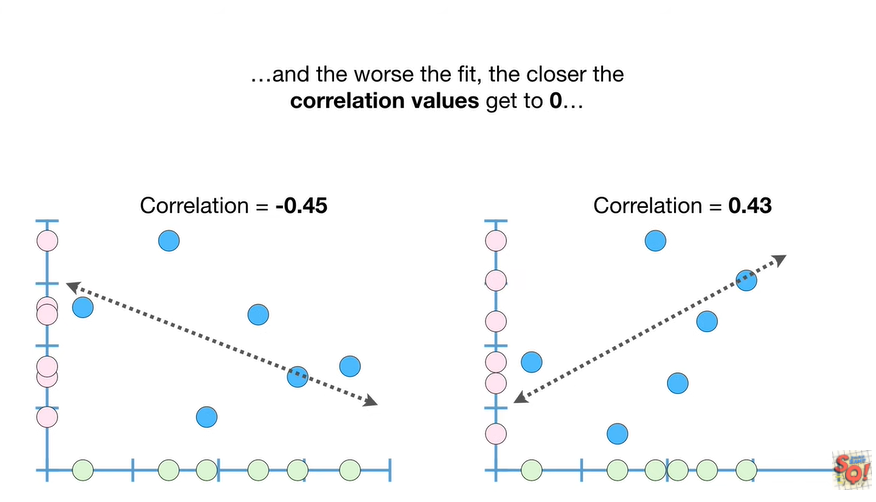 …and the worse the fit, the closer the
correlation values get to 0…
Correlation = -0.45
Correlation = 0.43
SQ!